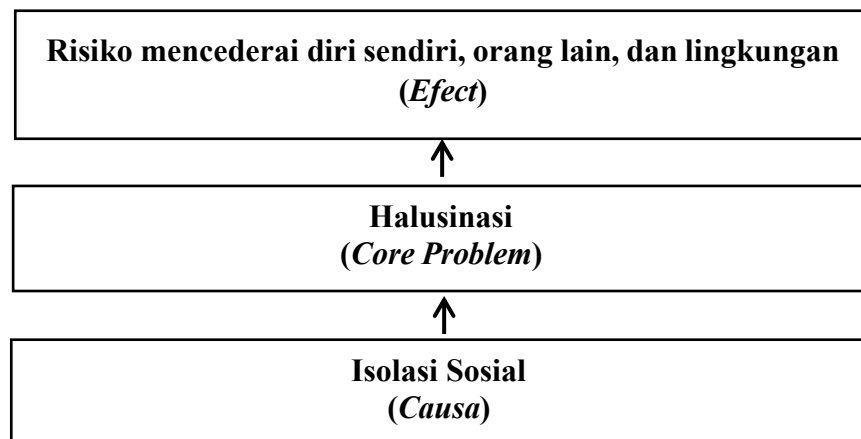 Risiko mencederai diri sendiri, orang lain, dan lingkungan
(Efect)
Halusinasi
(Core Problem)
Isolasi Sosial
(Causa)